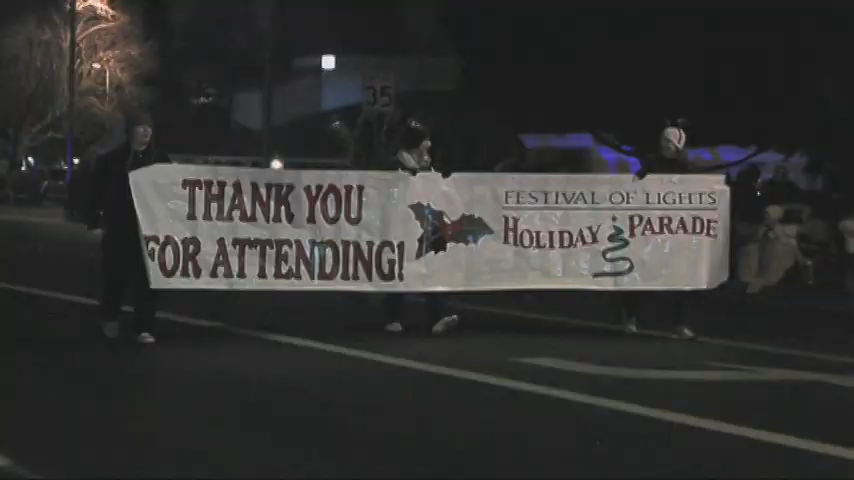 35
THANK YOU
FOR ATTENDING!
FESTIVAL OF LIGHTS
HOLIDAY PARADE